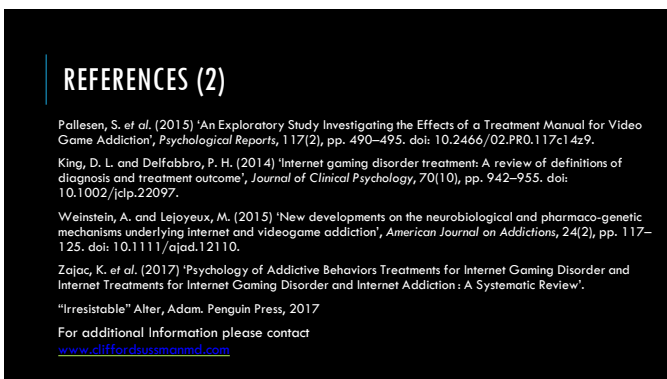 REFERENCES (2)
Pallesen, S. et al. (2015) ‘An Exploratory Study Investigating the Effects of a Treatment Manual for Video
Game Addiction’, Psychological Reports, 117(2), pp. 490–495. doi: 10.2466/02.PR0.117c14z9.
King, D. L. and Delfabbro, P. H. (2014) ‘Internet gaming disorder treatment: A review of definitions of
diagnosis and treatment outcome’, Journal of Clinical Psychology, 70(10), pp. 942–955. doi:
10.1002/jclp.22097.
Weinstein, A. and Lejoyeux, M. (2015) ‘New developments on the neurobiological and pharmaco-genetic
mechanisms underlying internet and videogame addiction’, American Journal on Addictions, 24(2), pp. 117–
125. doi: 10.1111/ajad.12110.
Zajac, K. et al. (2017) ‘Psychology of Addictive Behaviors Treatments for Internet Gaming Disorder and
Internet Treatments for Internet Gaming Disorder and Internet Addiction : A Systematic Review’.
“Irresistable” Alter, Adam. Penguin Press, 2017
For additional Information please contact
www.cliffordsussmanmd.com